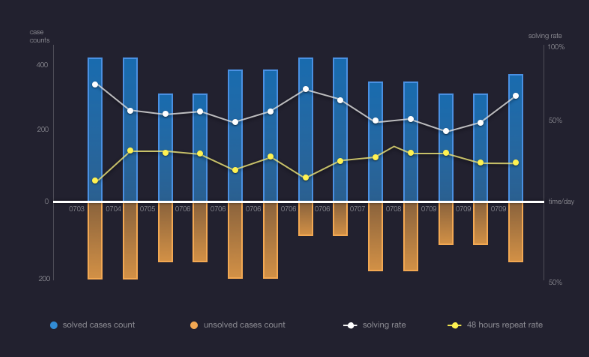 case
counts
solving rate
100%
400
50%
200
0
0703 0704 0705 0706 0706 0706 0708 0706 0707 0708 0709 0709 0709
time/day
200
50%
solved cases count
unsolved cases count
solving rate
48 hours repeat rate